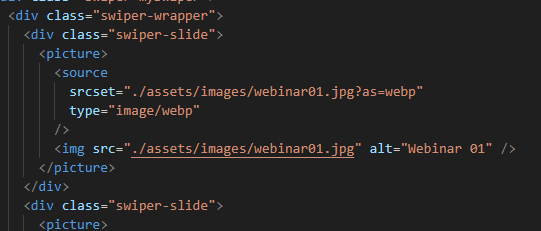 <div class="swiper-wrapper">
<div class="swiper-slide">
<picture>
<source
srcset="./assets/images/webinar01.jpg?as=webp"
type="image/webp"
/>
<img src="./assets/images/webinar01.jpg" alt="Webinar 01" />
</picture>
</div>
<div class="swiper-slide">
<picture>